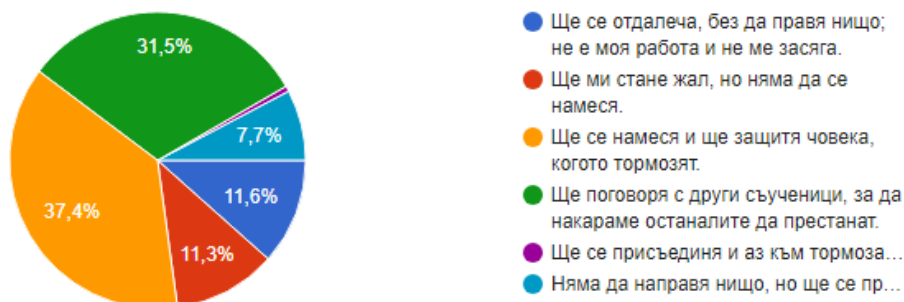 31,5%
7,7%
11,6%
11,3%
37,4%
Ще се отдалеча, без да правя нищо;
не е моя работа и не ме засяга.
Ще ми стане жал, но няма да се
намеся.
Ще се намеся и ще защитя човека,
когото тормозят.
Ще поговоря с други съученици, за да
накараме останалите да престанат.
Ще се присъединя и аз към тормоза…
Няма да направя нищо, но ще се пр…